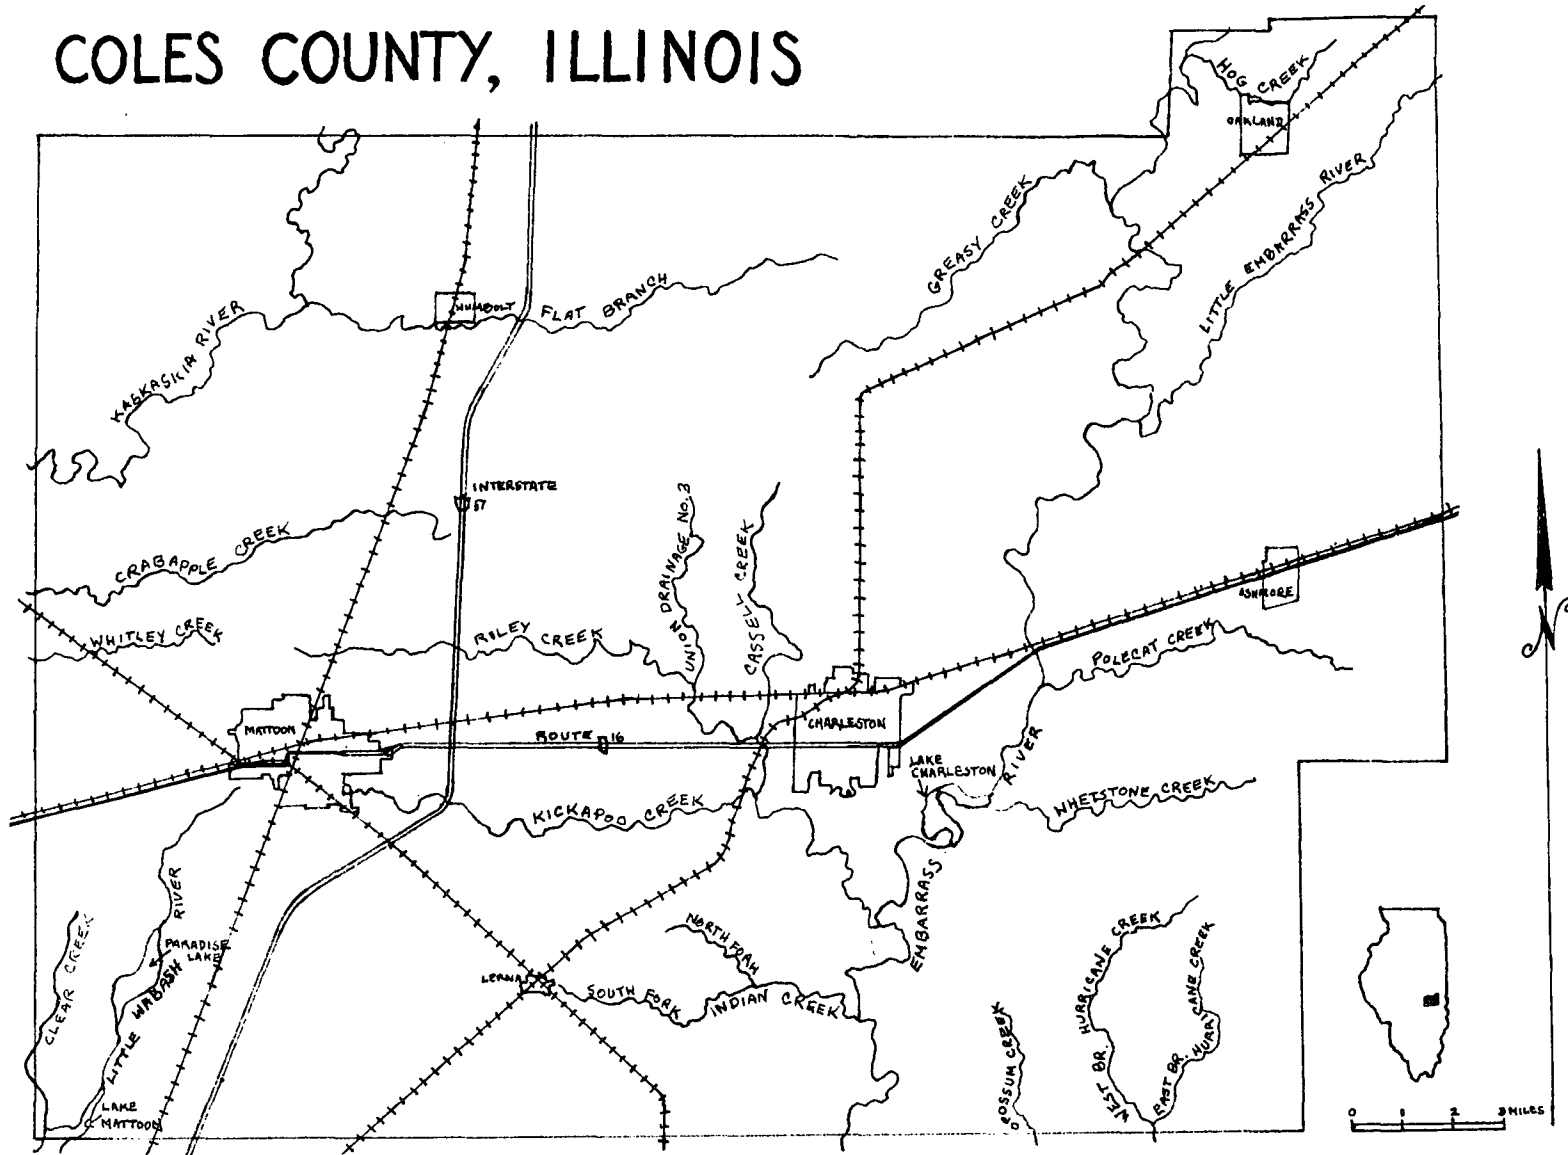 COLES COUNTY, ILLINOIS
HOG CREEK
OAKLAND
LITTLE EMBARRASS RIVER
GREASY CREEK
HUMBOLT
FLAT BRANCH
KASKASKIA RIVER
INTERSTATE
57
UNION DRAINAGE NO.3
CASSELL CREEK
CRABAPPLE CREEK
WHITLEY CREEK
RILEY CREEK
ASHMORE
POLECAT CREEK
MATTOON
ROUTE 16
CHARLESTON
LAKE
CHARLESTON
RIVER
WHETSTONE CREEK
KICKAPOO CREEK
EMBARRASS
RIVER
PARADISE
LAKE
LITTLE WABASH
CLEAR CREEK
LERNA
NORTH FORK
SOUTH FORK
INDIAN CREEK
WEST BR. HURRICANE CREEK
EAST BR. HURRICANE CREEK
OPOSSUM CREEK
LAKE
MATTOON
N
0 1 2 3 MILES